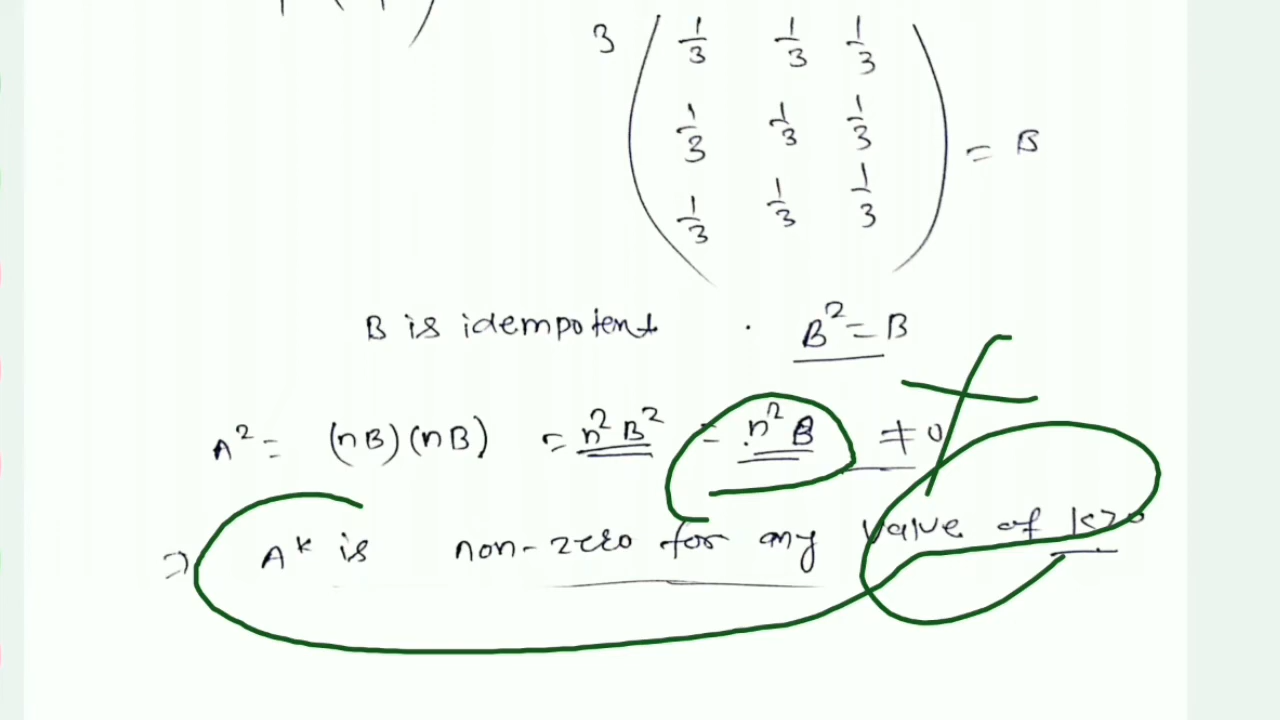 3 ( 1/3 1/3 1/3
1/3 1/3 1/3 ) = B
1/3 1/3 1/3
B is idempotent . B² = B
A² = (nB)(nB) = n²B² = n²B ≠ 0
⇒ Aᵏ is non-zero for any value of k>0